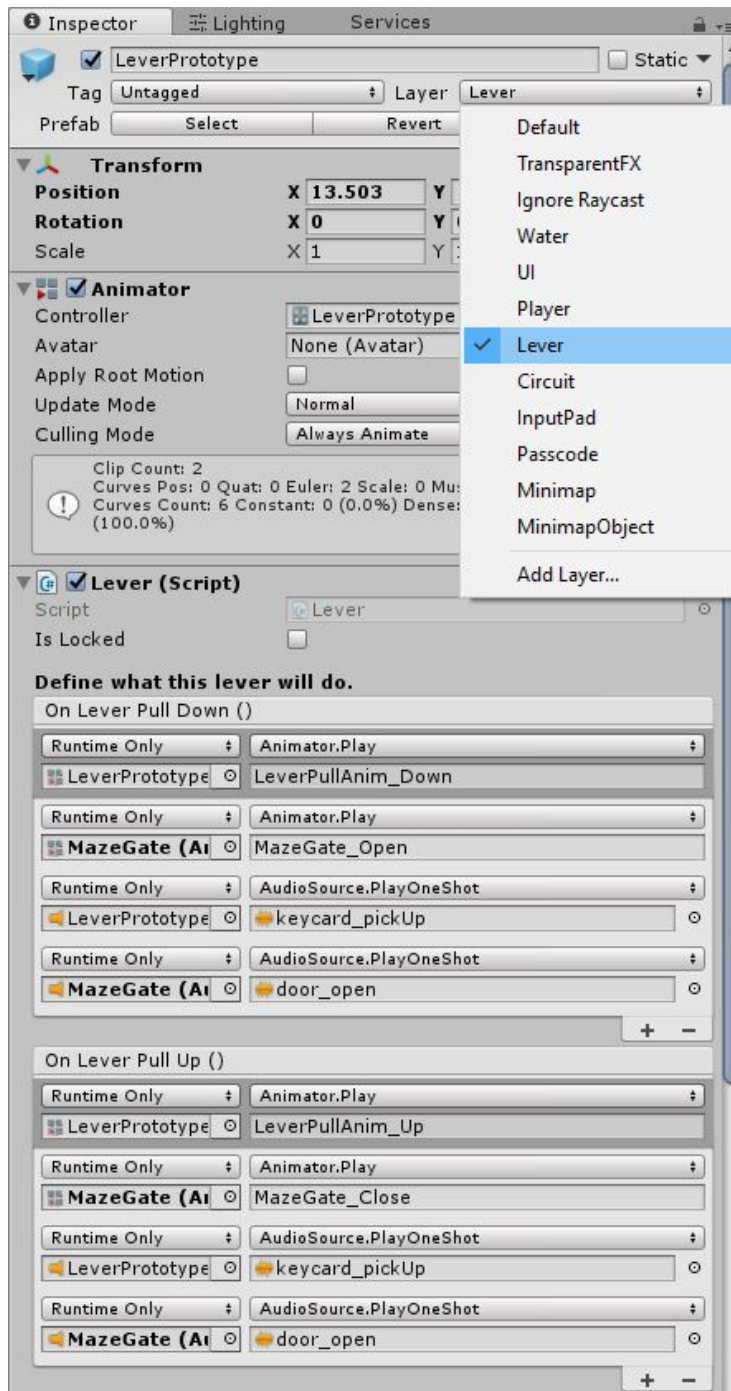 Inspector Lighting Services
LeverPrototype Static
Tag Untagged Layer Lever
Prefab Select Revert
Default
TransparentFX
Ignore Raycast
Water
UI
Player
Lever
Circuit
InputPad
Passcode
Minimap
MinimapObject
Add Layer...
Transform
Position X 13.503 Y
Rotation X 0 Y
Scale X 1 Y
Animator
Controller LeverPrototype
Avatar None (Avatar)
Apply Root Motion
Update Mode Normal
Culling Mode Always Animate
Clip Count: 2
Curves Pos: 0 Quat: 0 Euler: 2 Scale: 0
Curves Count: 6 Constant: 0 (0.0%) Dense:
(100.0%)
Lever (Script)
Script Lever
Is Locked
Define what this lever will do.
On Lever Pull Down ()
Runtime Only Animator.Play
LeverPrototype LeverPullAnim_Down
Runtime Only Animator.Play
MazeGate (Au MazeGate_Open
Runtime Only AudioSource.PlayOneShot
LeverPrototype keycard_pickUp
Runtime Only AudioSource.PlayOneShot
MazeGate (Au door_open
+ −
On Lever Pull Up ()
Runtime Only Animator.Play
LeverPrototype LeverPullAnim_Up
Runtime Only Animator.Play
MazeGate (Au MazeGate_Close
Runtime Only AudioSource.PlayOneShot
LeverPrototype keycard_pickUp
Runtime Only AudioSource.PlayOneShot
MazeGate (Au door_open
+ −